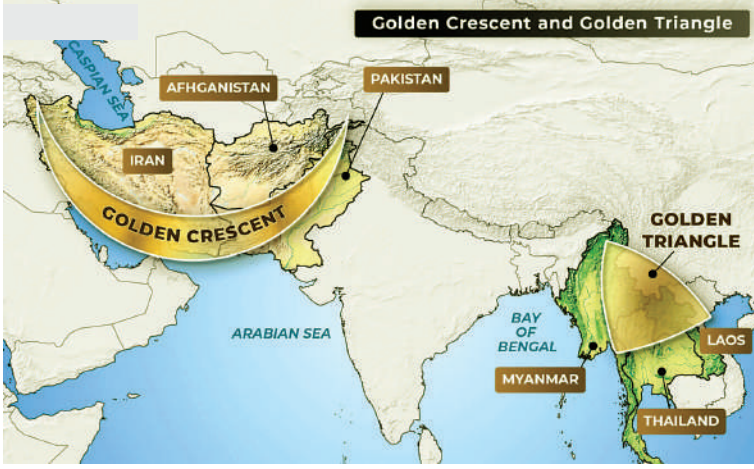 Golden Crescent and Golden Triangle
CASPIAN SEA
AFHGANISTAN
PAKISTAN
IRAN
GOLDEN CRESCENT
GOLDEN
TRIANGLE
ARABIAN SEA
BAY
OF
BENGAL
LAOS
MYANMAR
THAILAND